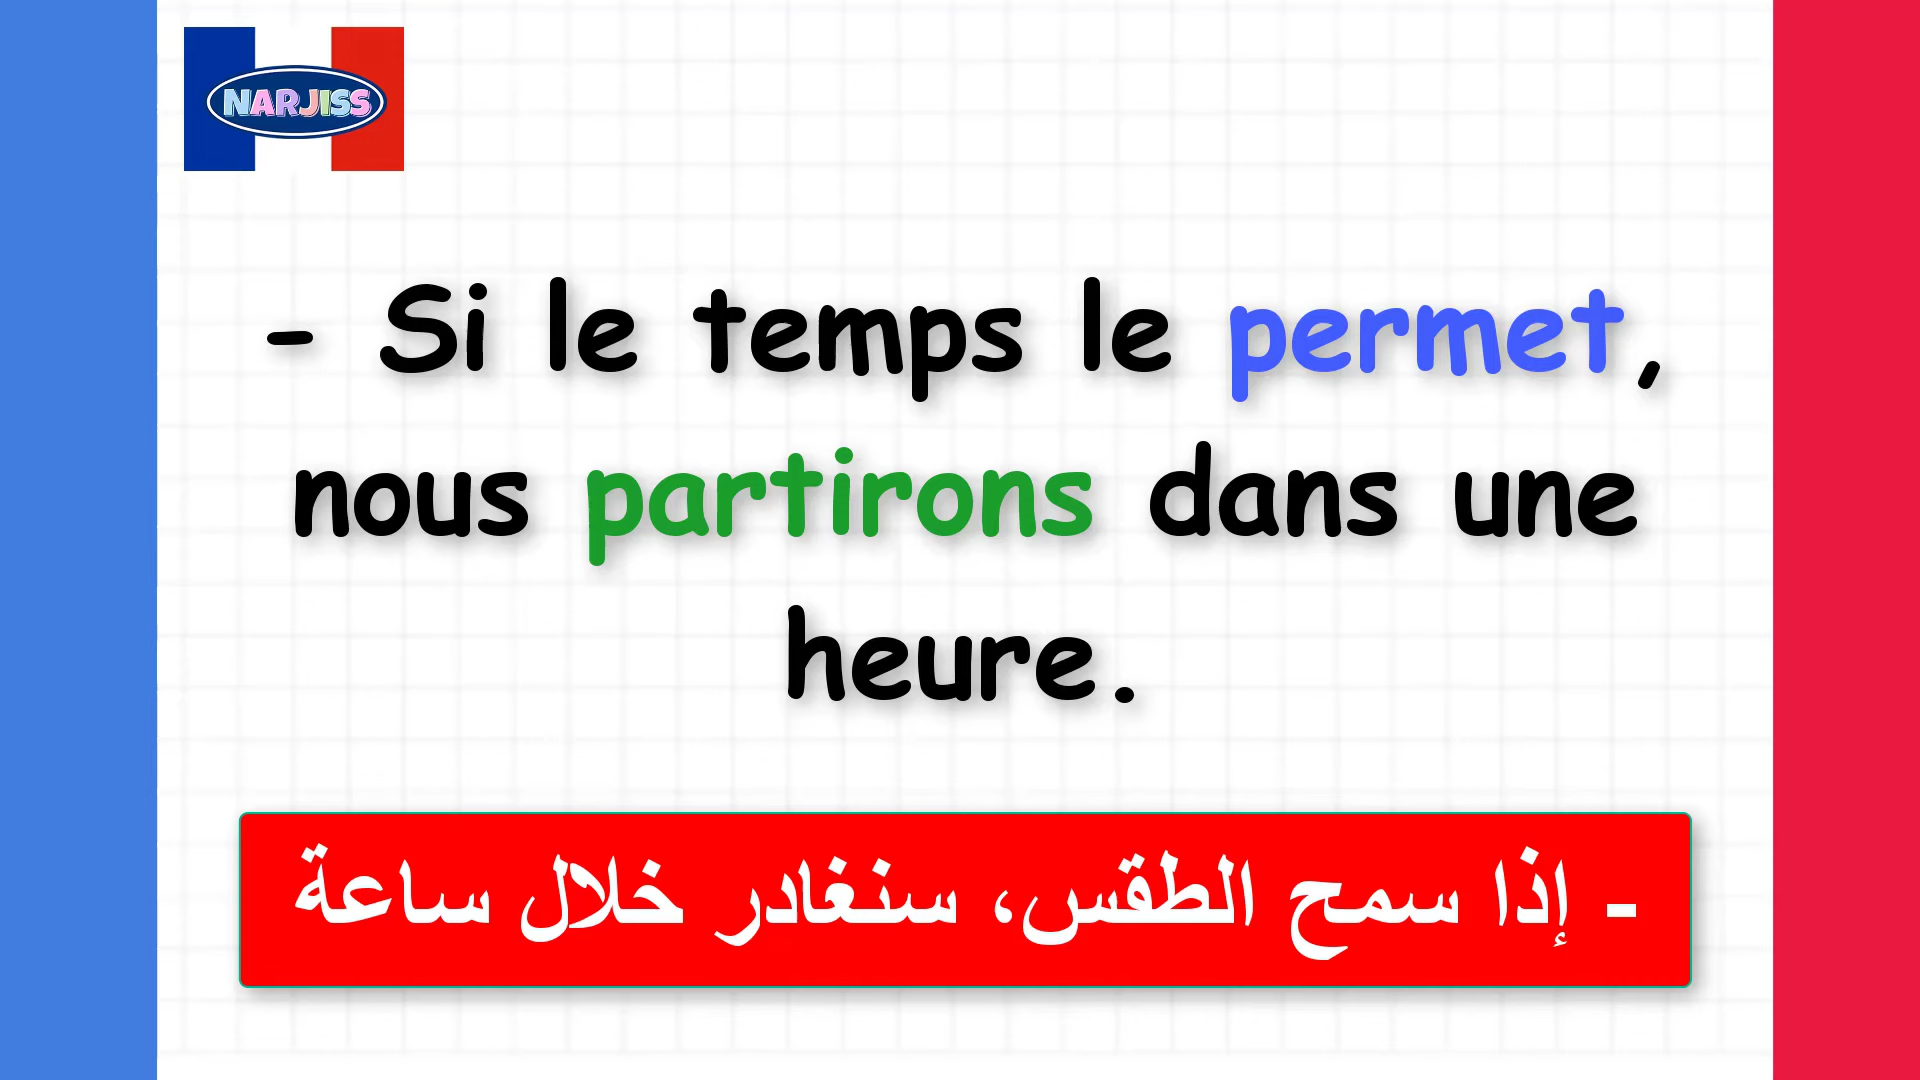 NARJISS
- Si le temps le permet,
nous partirons dans une
heure.
- إذا سمح الطقس، سنغادر خلال ساعة